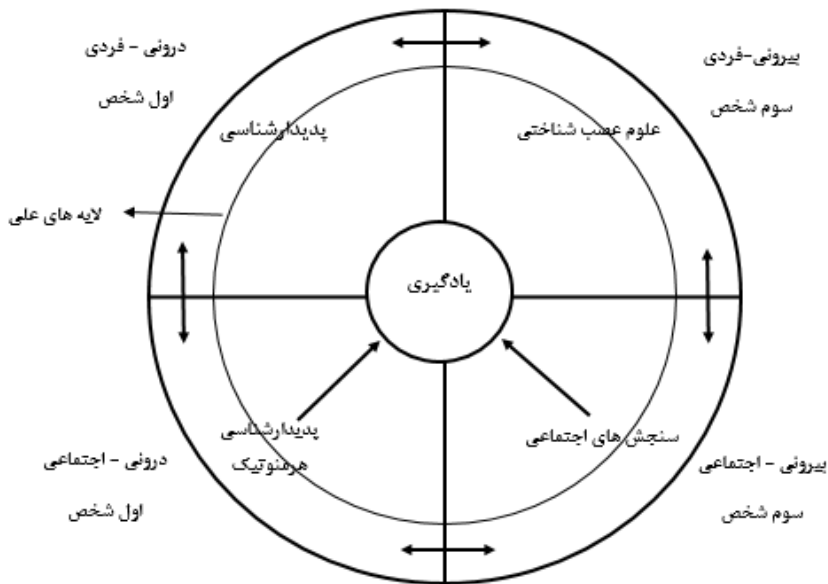 بیرونی-فردی
سوم شخص
درونی - فردی
اول شخص
علوم عصب شناختی
پدیدارشناسی
لایه های علی
یادگیری
سنجش های اجتماعی
پدیدارشناسی
هرمنوتیک
بیرونی - اجتماعی
سوم شخص
درونی - اجتماعی
اول شخص